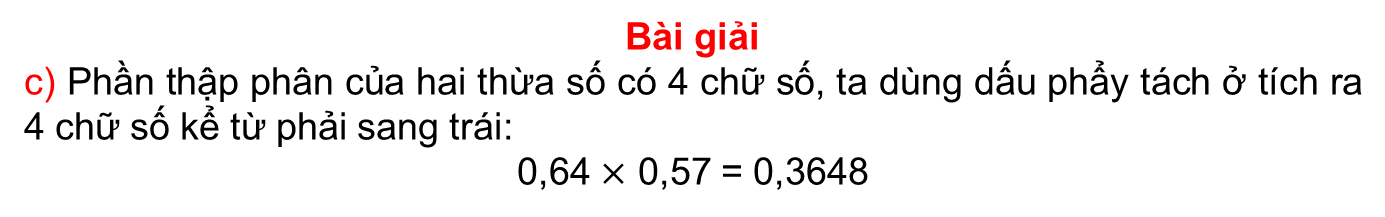 Bài giải
c) Phần thập phân của hai thừa số có 4 chữ số, ta dùng dấu phẩy tách ở tích ra
4 chữ số kể từ phải sang trái:
0,64 × 0,57 = 0,3648